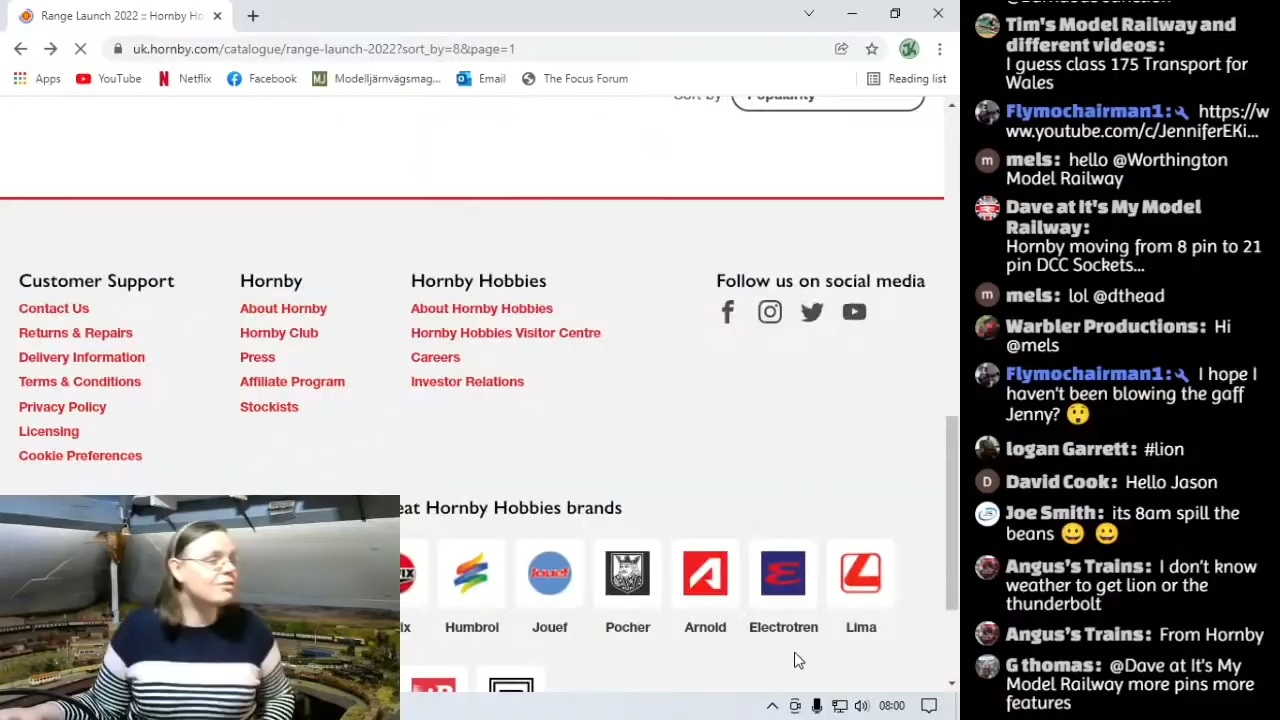 Range Launch 2022 :: Hornby Ho
uk.hornby.com/catalogue/range-launch-2022?sort_by=8&page=1
Apps YouTube Netflix Facebook Modelljärnvägsmag... Email The Focus Forum Reading list
Sort by Popularity
Customer Support
Contact Us
Returns & Repairs
Delivery Information
Terms & Conditions
Privacy Policy
Licensing
Cookie Preferences
Hornby
About Hornby
Hornby Club
Press
Affiliate Program
Stockists
Hornby Hobbies
About Hornby Hobbies
Hornby Hobbies Visitor Centre
Careers
Investor Relations
Follow us on social media
eat Hornby Hobbies brands
ix Humbrol Jouef Pocher Arnold Electrotren Lima
08:00
Tim's Model Railway and
different videos:
I guess class 175 Transport for
Wales
Flymochairman1: https://w
ww.youtube.com/c/JenniferEKi...
mels: hello @Worthington
Model Railway
Dave at It's My Model
Railway:
Hornby moving from 8 pin to 21
pin DCC Sockets...
mels: lol @dthead
Warbler Productions: Hi
@mels
Flymochairman1: I hope I
haven't been blowing the gaff
Jenny? 😲
logan Garrett: #lion
David Cook: Hello Jason
Joe Smith: its 8am spill the
beans 😀 😀
Angus's Trains: I don't know
weather to get lion or the
thunderbolt
Angus's Trains: From Hornby
G thomas: @Dave at It's My
Model Railway more pins more
features